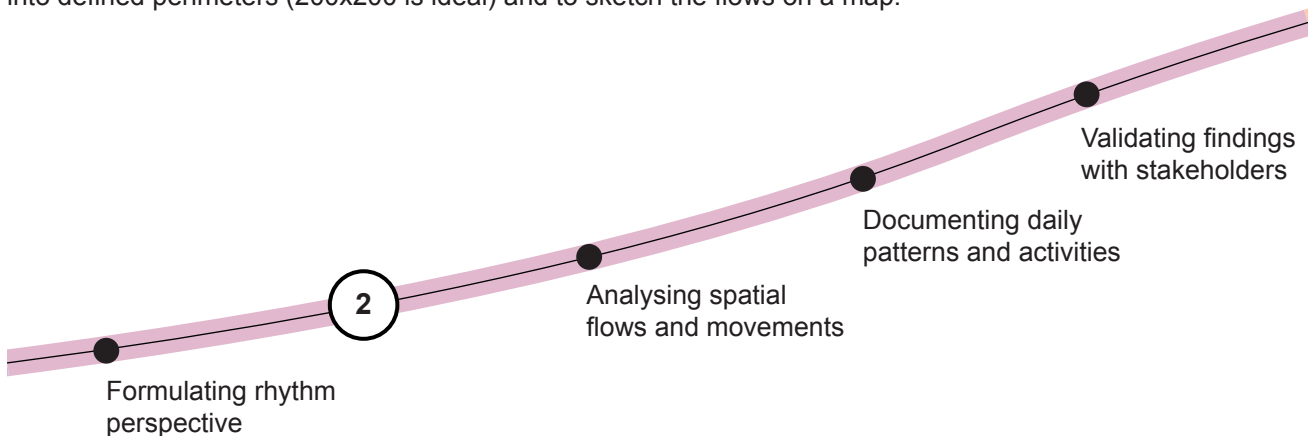 into defined perimeters (200x200 is ideal) and to sketch the flows on a map.
Validating findings
with stakeholders
Documenting daily
patterns and activities
2
Analysing spatial
flows and movements
Formulating rhythm
perspective